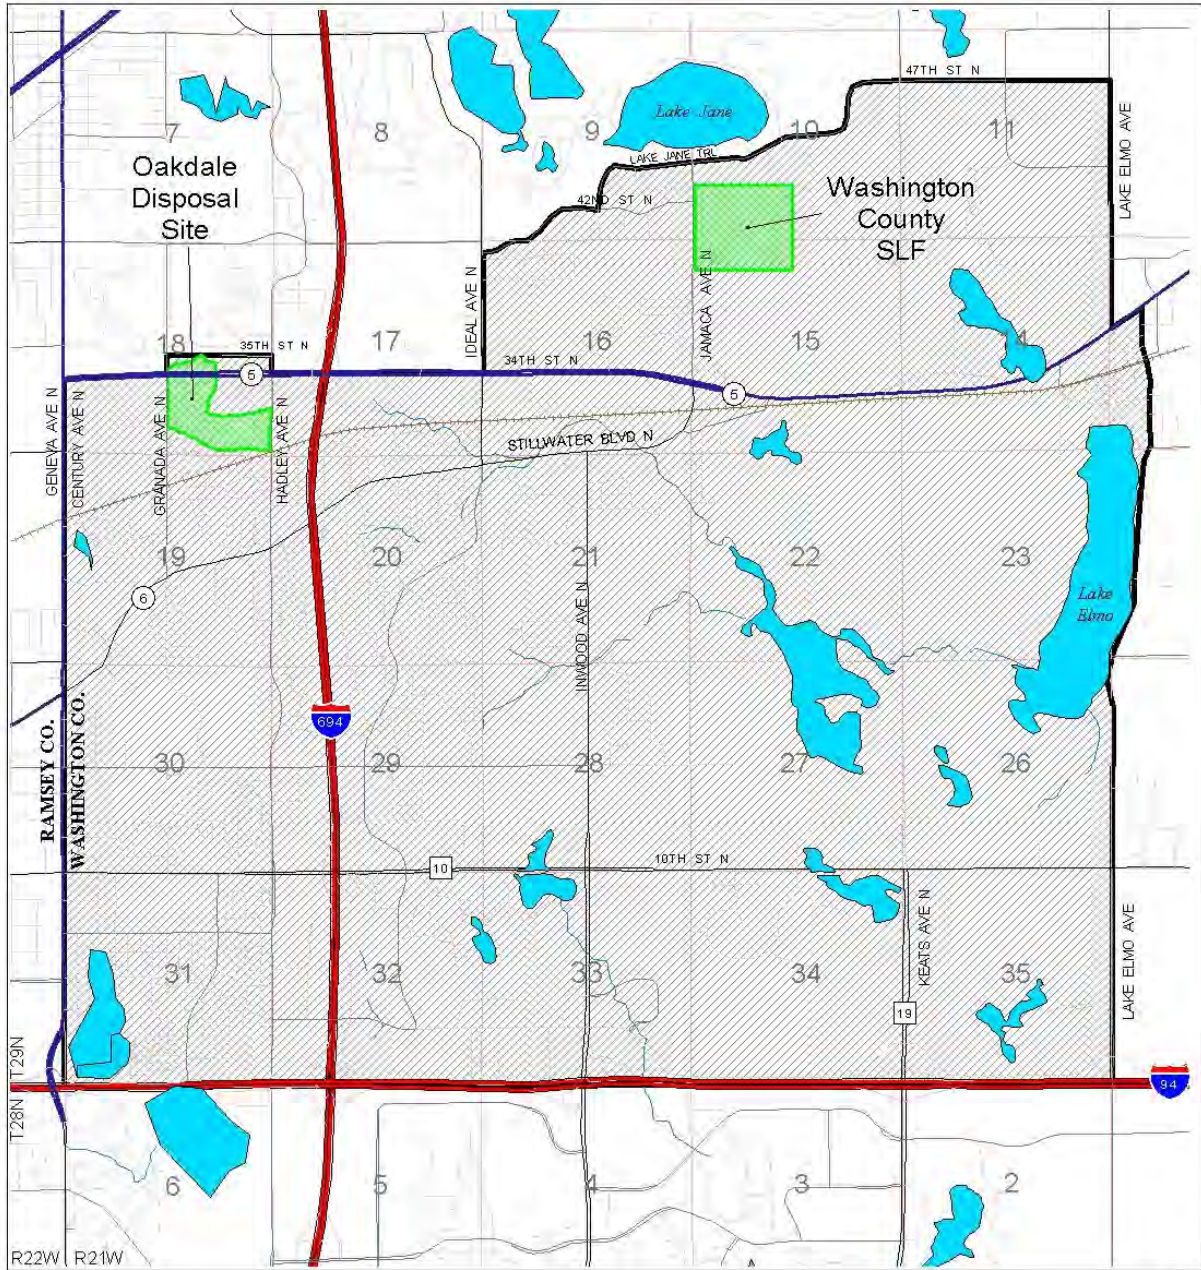 47TH ST N
Lake Jane
7
8
9
10
11
LAKE ELMO AVE
Oakdale
Disposal
Site
LAKE JANE TRL
Washington
County
SLF
42ND ST N
IDEAL AVE N
JAMACA AVE N
18
35TH ST N
17
16
34TH ST N
15
14
5
5
GENEVA AVE N
CENTURY AVE N
GRANADA AVE N
HADLEY AVE N
STILLWATER BLVD N
19
20
21
22
23
6
INWOOD AVE N
Lake
Elmo
RAMSEY CO.
WASHINGTON CO.
694
30
29
28
27
26
10TH ST N
10
KEATS AVE N
LAKE ELMO AVE
31
32
33
34
35
19
T29N
T28N
94
6
5
4
3
2
R22W
R21W